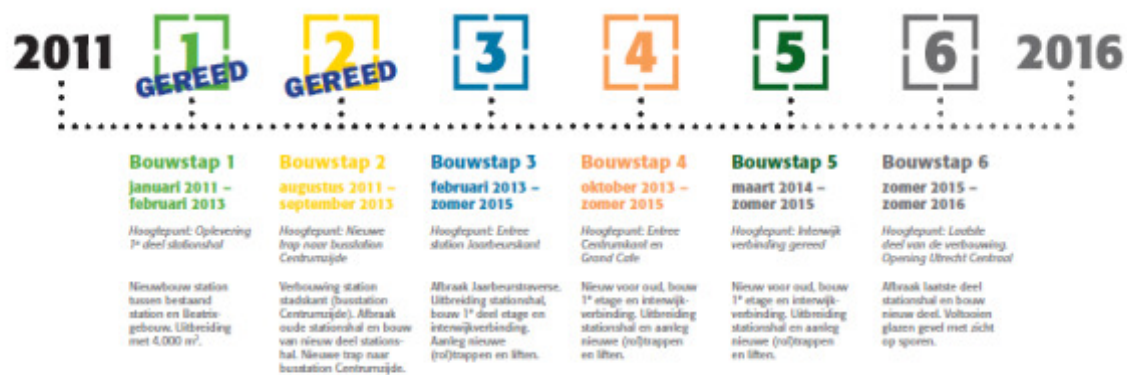 2011
1
GEREED
2
GEREED
3
4
5
6
2016
Bouwstap 1
januari 2011 –
februari 2013
Hoogtepunt: Oplevering
1e deel stationshal
Nieuwbouw station
tussen bestaand
station en Beatrix-
gebouw. Uitbreiding
met 4.000 m².
Bouwstap 2
augustus 2011 –
september 2013
Hoogtepunt: Nieuwe
trap naar busstation
Centrumzijde
Verbouwing station
stadskant (busstation
Centrumzijde). Afbraak
oude stationshal en bouw
van nieuw deel stations-
hal. Nieuwe trap naar
busstation Centrumzijde.
Bouwstap 3
februari 2013 –
zomer 2015
Hoogtepunt: Entree
station Jaarbeurskant
Afbraak Jaarbeurstraverse.
Uitbreiding stationshal,
bouw 1e deel etage en
interwijkverbinding.
Aanleg nieuwe
(rol)trappen en liften.
Bouwstap 4
oktober 2013 –
zomer 2015
Hoogtepunt: Entree
Centrumkant en
Grand Cafe
Nieuw voor oud, bouw
1e etage en interwijk-
verbinding. Uitbreiding
stationshal en aanleg
nieuwe (rol)trappen
en liften.
Bouwstap 5
maart 2014 –
zomer 2015
Hoogtepunt: Interwijk
verbinding gereed
Nieuw voor oud, bouw
1e etage en interwijk-
verbinding. Uitbreiding
stationshal en aanleg
nieuwe (rol)trappen
en liften.
Bouwstap 6
zomer 2015 –
zomer 2016
Hoogtepunt: Laatste
deel van de verbouwing.
Opening Utrecht Centraal
Afbraak laatste deel
stationshal en bouw
nieuw deel. Voltooien
glazen gevel met zicht
op sporen.